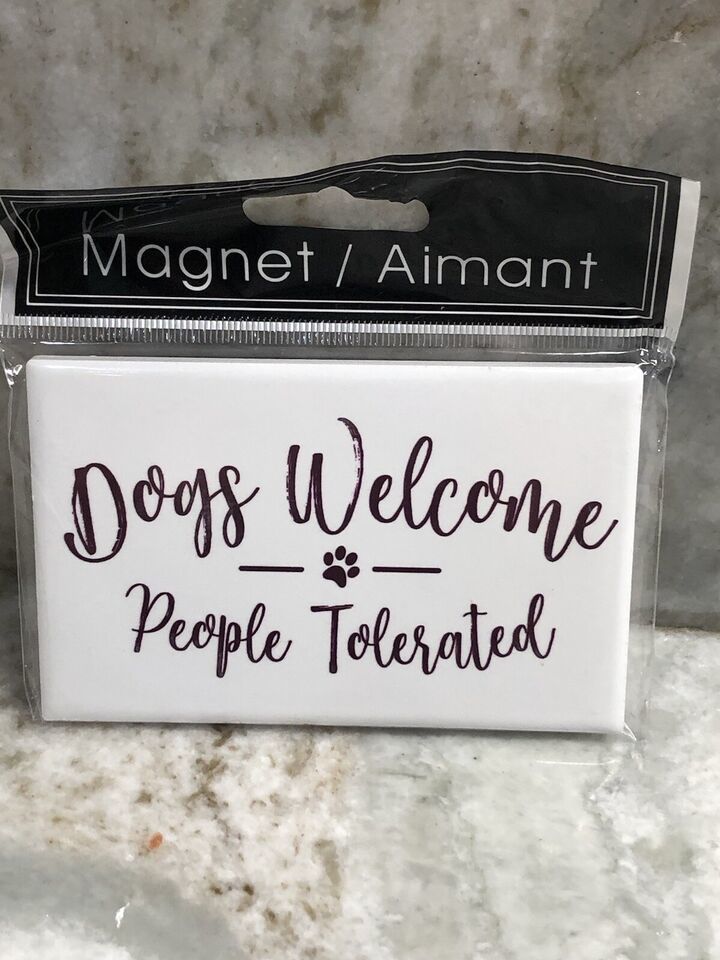 Magnet / Aimant
Dogs Welcome
People Tolerated